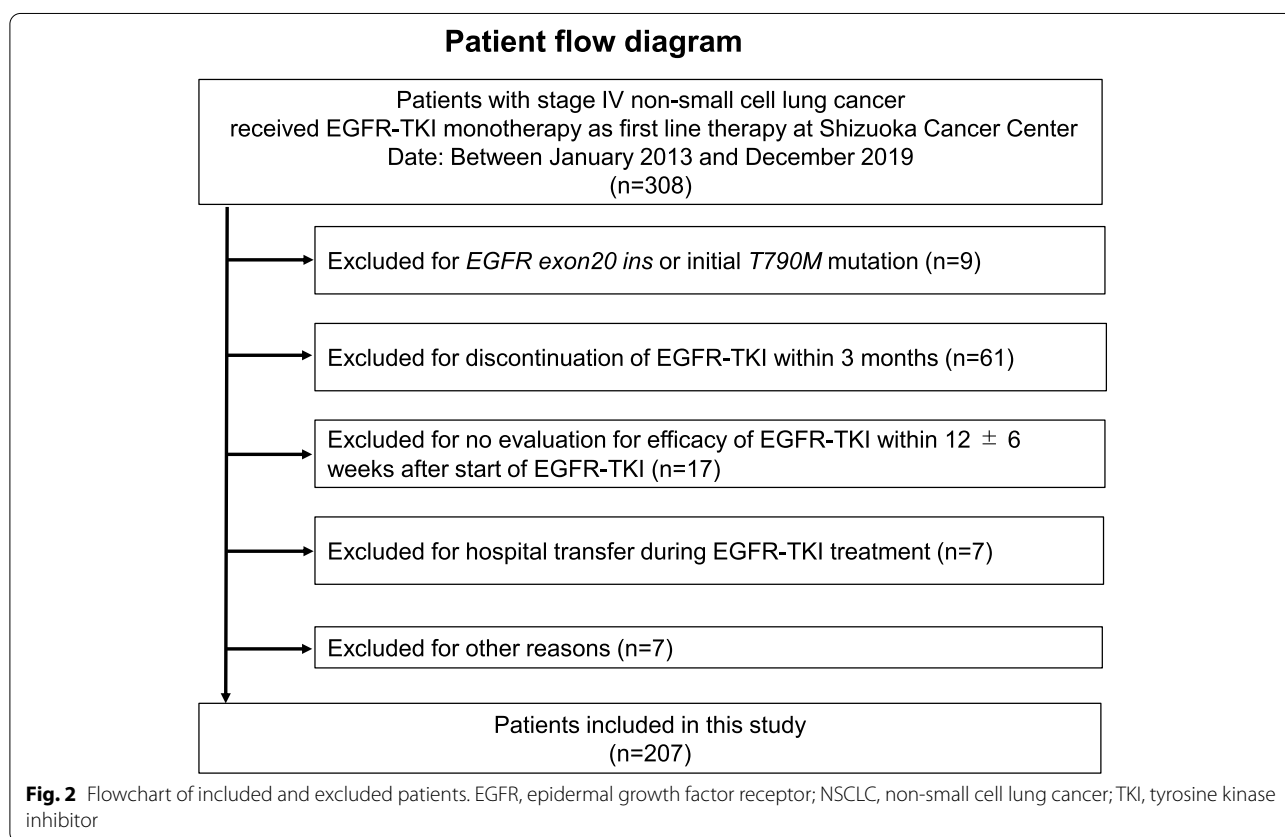 Patient flow diagram
Patients with stage IV non-small cell lung cancer
received EGFR-TKI monotherapy as first line therapy at Shizuoka Cancer Center
Date: Between January 2013 and December 2019
(n=308)
Excluded for EGFR exon20 ins or initial T790M mutation (n=9)
Excluded for discontinuation of EGFR-TKI within 3 months (n=61)
Excluded for no evaluation for efficacy of EGFR-TKI within 12 ± 6
weeks after start of EGFR-TKI (n=17)
Excluded for hospital transfer during EGFR-TKI treatment (n=7)
Excluded for other reasons (n=7)
Patients included in this study
(n=207)
Fig. 2 Flowchart of included and excluded patients. EGFR, epidermal growth factor receptor; NSCLC, non-small cell lung cancer; TKI, tyrosine kinase
inhibitor